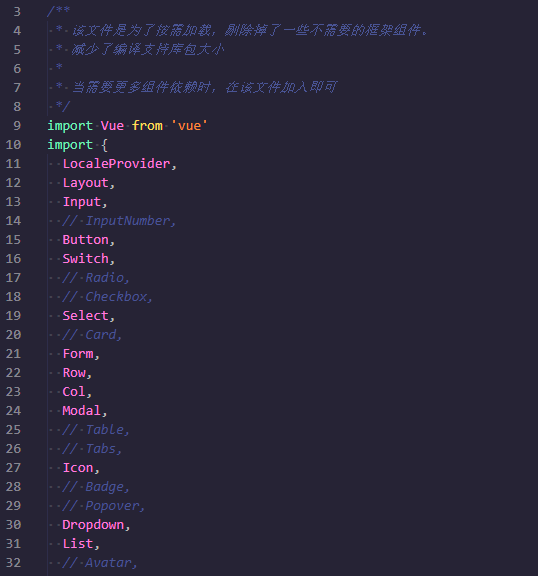 3 /**
4  * 该文件是为了按需加载，剔除掉了一些不需要的框架组件。
5  * 减少了编译支持库包大小
6  *
7  * 当需要更多组件依赖时，在该文件加入即可
8  */
9 import Vue from 'vue'
10 import {
11   LocaleProvider,
12   Layout,
13   Input,
14   // InputNumber,
15   Button,
16   Switch,
17   // Radio,
18   // Checkbox,
19   Select,
20   // Card,
21   Form,
22   Row,
23   Col,
24   Modal,
25   // Table,
26   // Tabs,
27   Icon,
28   // Badge,
29   // Popover,
30   Dropdown,
31   List,
32   // Avatar,